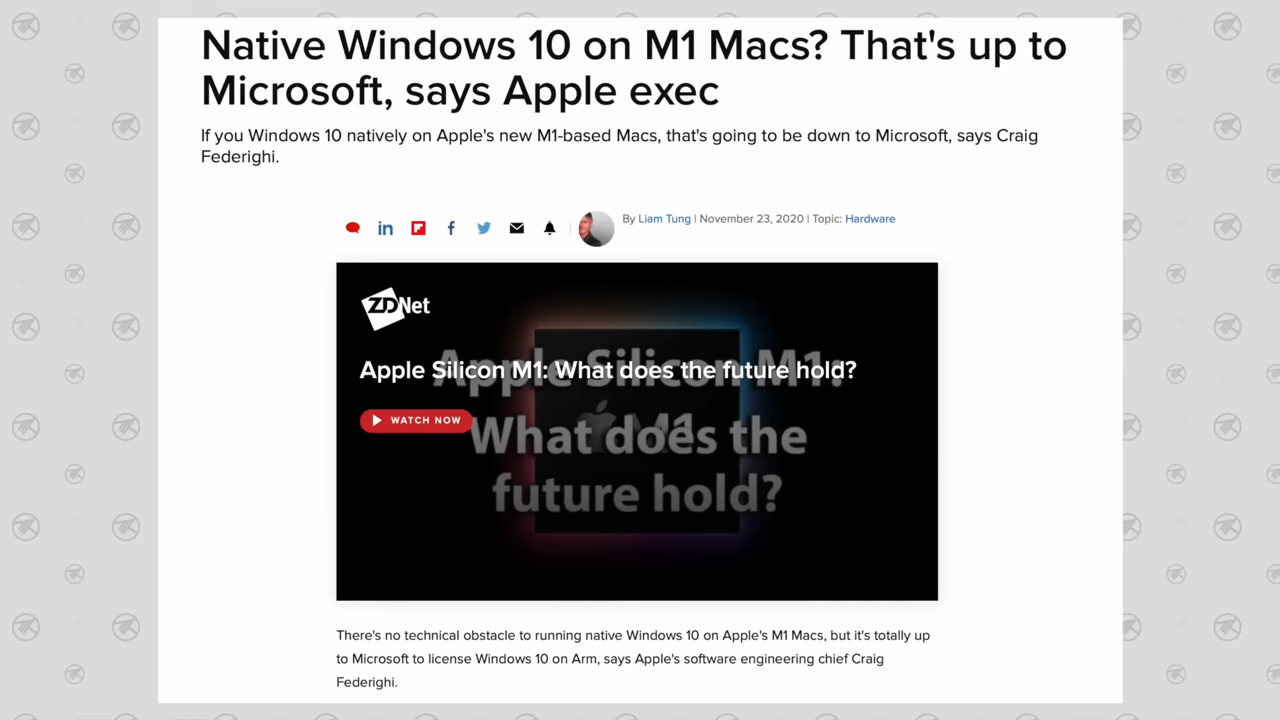 Native Windows 10 on M1 Macs? That's up to
Microsoft, says Apple exec
If you Windows 10 natively on Apple's new M1-based Macs, that's going to be down to Microsoft, says Craig
Federighi.
By Liam Tung | November 23, 2020 | Topic: Hardware
ZDNet
Apple Silicon M1: What does the future hold?
WATCH NOW
Apple Silicon M1:
M1
What does the
future hold?
There's no technical obstacle to running native Windows 10 on Apple's M1 Macs, but it's totally up
to Microsoft to license Windows 10 on Arm, says Apple's software engineering chief Craig
Federighi.